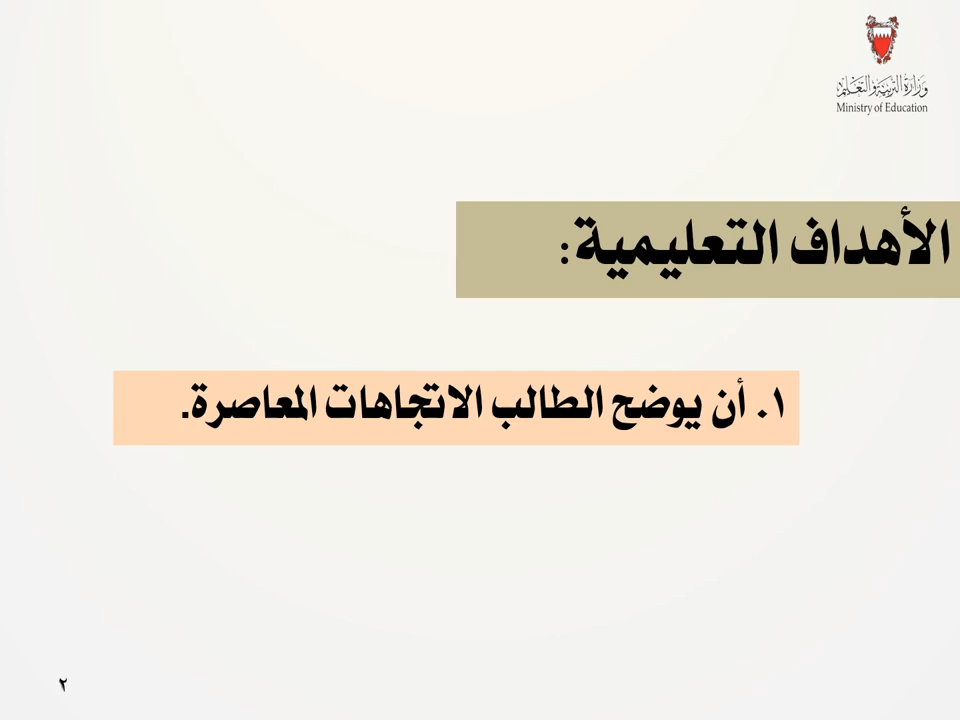 وزارة التربية والتعليم
Ministry of Education
الأهداف التعليمية:
١. أن يوضح الطالب الاتجاهات المعاصرة.
٢